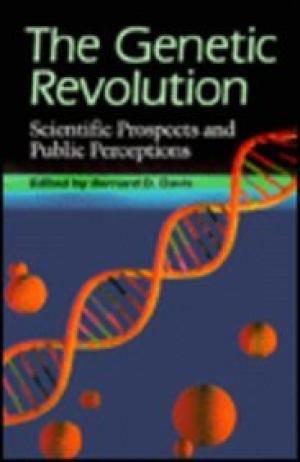 The Genetic
Revolution
Scientific Prospects and
Public Perceptions
Edited by Bernard D. Davis